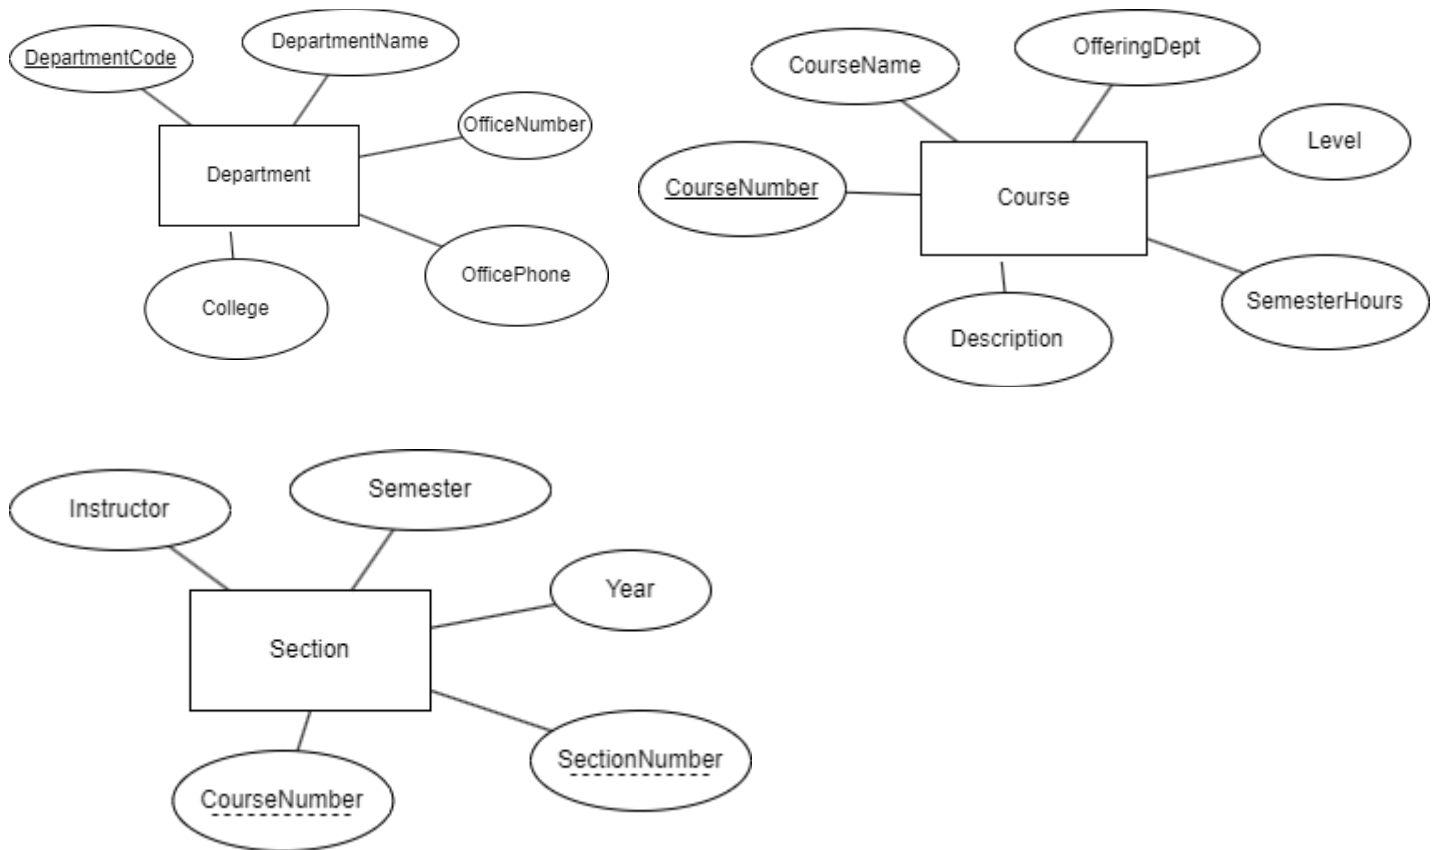 DepartmentCode
DepartmentName
OfficeNumber
Department
OfficePhone
College
CourseName
OfferingDept
Level
CourseNumber
Course
SemesterHours
Description
Instructor
Semester
Year
Section
SectionNumber
CourseNumber